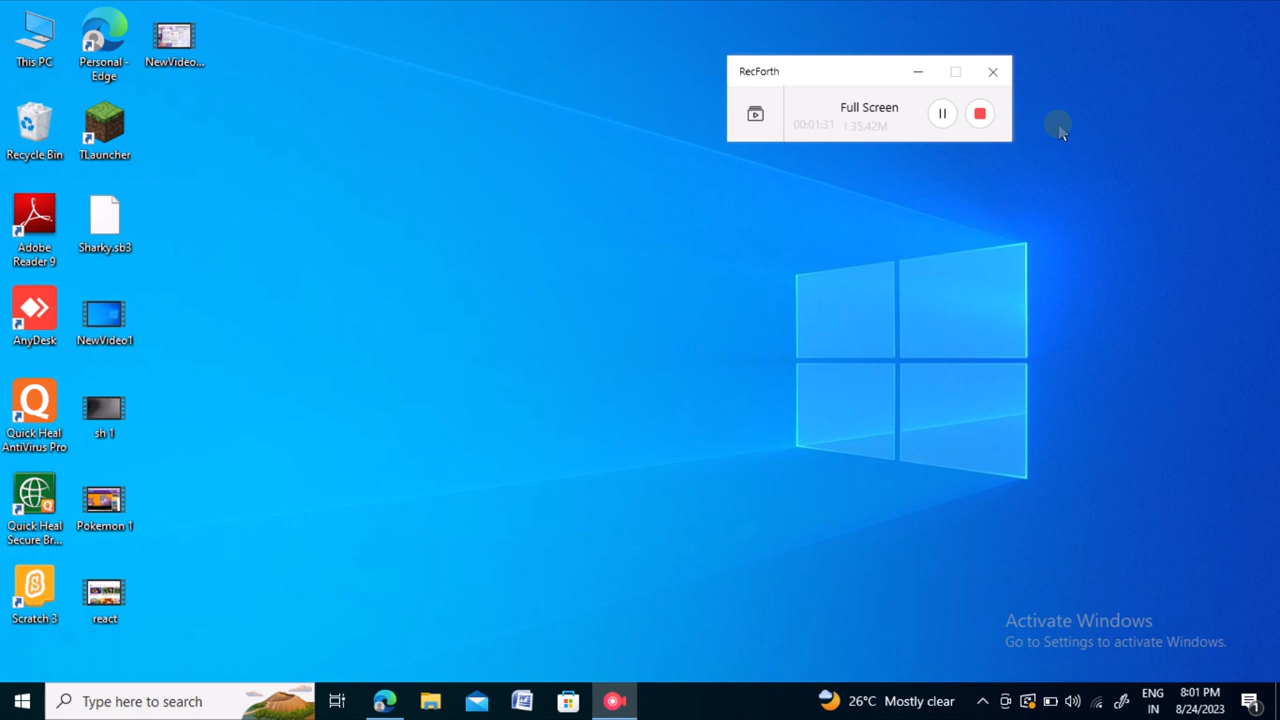 This PC
Personal -
Edge
NewVideo...
Recycle Bin
TLauncher
Adobe
Reader 9
Sharky.sb3
AnyDesk
NewVideo1
Quick Heal
AntiVirus Pro
sh 1
Quick Heal
Secure Br...
Pokemon 1
Scratch 3
react
RecForth
Full Screen
00:01:31 | 35.42M
Activate Windows
Go to Settings to activate Windows.
Type here to search
26°C Mostly clear
ENG
IN
8:01 PM
8/24/2023
1